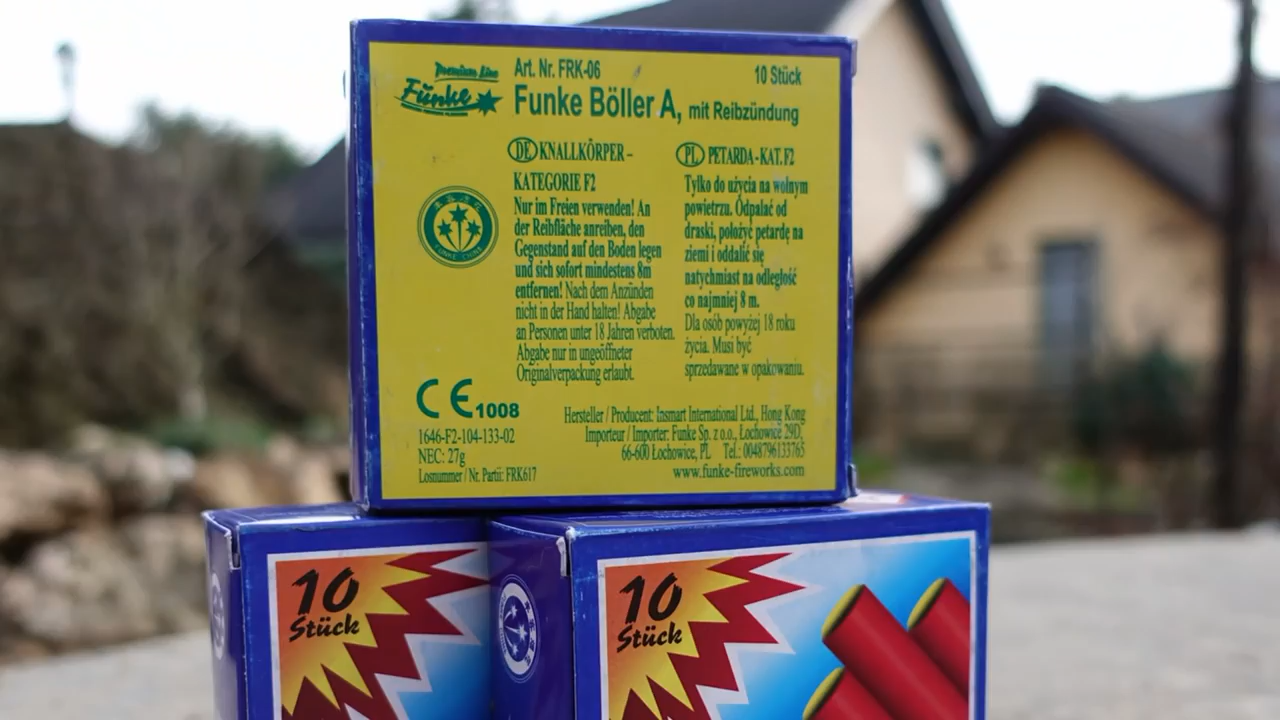 Premium Line
Funke
Art. Nr. FRK-06
10 Stück
Funke Böller A, mit Reibzündung
DE KNALLKÖRPER –
KATEGORIE F2
Nur im Freien verwenden! An
der Reibfläche anreiben, den
Gegenstand auf den Boden legen
und sich sofort mindestens 8m
entfernen! Nach dem Anzünden
nicht in der Hand halten! Abgabe
an Personen unter 18 Jahren verboten.
Abgabe nur in ungeöffneter
Originalverpackung erlaubt.
PL PETARDA - KAT. F2
Tylko do użycia na wolnym
powietrzu. Odpalać od
draski, położyć petardę na
ziemi i oddalić się
natychmiast na odległość
co najmniej 8 m.
Dla osób powyżej 18 roku
życia. Musi być
sprzedawane w opakowaniu.
CE 1008
1646-F2-104-133-02
NEC: 27g
Losnummer / Nr. Partii: FRK617
Hersteller / Producent: Insmart International Ltd., Hong Kong
Importeur / Importer: Funke Sp. z o.o., Łochowice 29D,
66-600 Łochowice, PL Tel.: 0048796133765
www.funke-fireworks.com
10
Stück
10
Stück